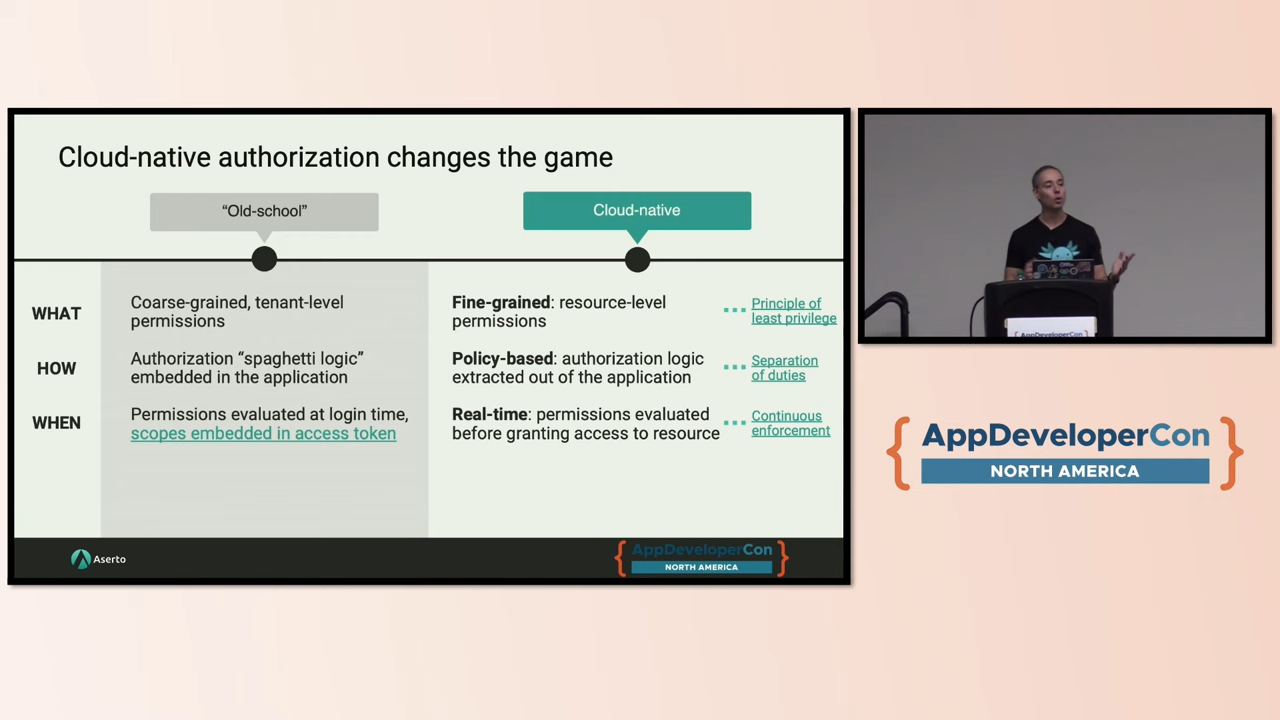 Cloud-native authorization changes the game
“Old-school”
Cloud-native
WHAT
Coarse-grained, tenant-level
permissions
Fine-grained: resource-level
permissions
Principle of
least privilege
HOW
Authorization “spaghetti logic”
embedded in the application
Policy-based: authorization logic
extracted out of the application
Separation
of duties
WHEN
Permissions evaluated at login time,
scopes embedded in access token
Real-time: permissions evaluated
before granting access to resource
Continuous
enforcement
Aserto
AppDeveloperCon
NORTH AMERICA
AppDeveloperCon
AppDeveloperCon
NORTH AMERICA